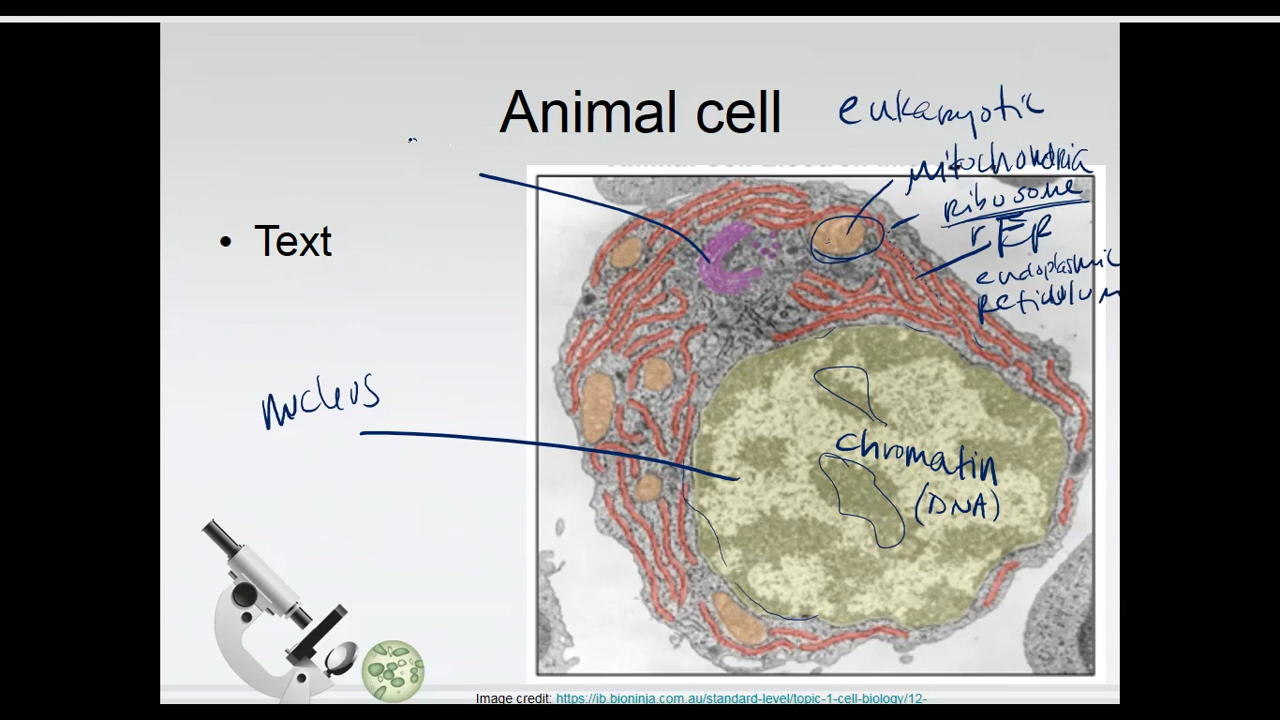 Animal cell
eukaryotic
mitochondria
ribosome
rER
endoplasmic
reticulum
• Text
nucleus
chromatin
(DNA)
Image credit: https://ib.bioninja.com.au/standard-level/topic-1-cell-biology/12-